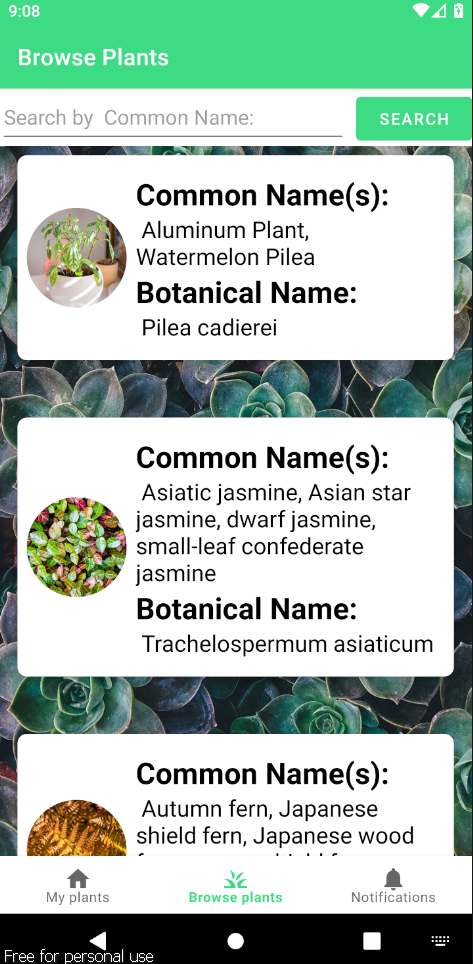 9:08
Browse Plants
Search by  Common Name:
SEARCH
Common Name(s):
Aluminum Plant,
Watermelon Pilea
Botanical Name:
Pilea cadierei
Common Name(s):
Asiatic jasmine, Asian star
jasmine, dwarf jasmine,
small-leaf confederate
jasmine
Botanical Name:
Trachelospermum asiaticum
Common Name(s):
Autumn fern, Japanese
shield fern, Japanese wood
My plants
Browse plants
Notifications
Free for personal use